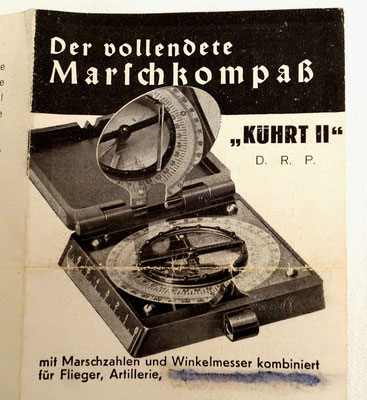 Der vollendete
Marſchkompaß
„KÜHRT II“
D. R. P.
mit Marschzahlen und Winkelmesser kombiniert
für Flieger, Artillerie,